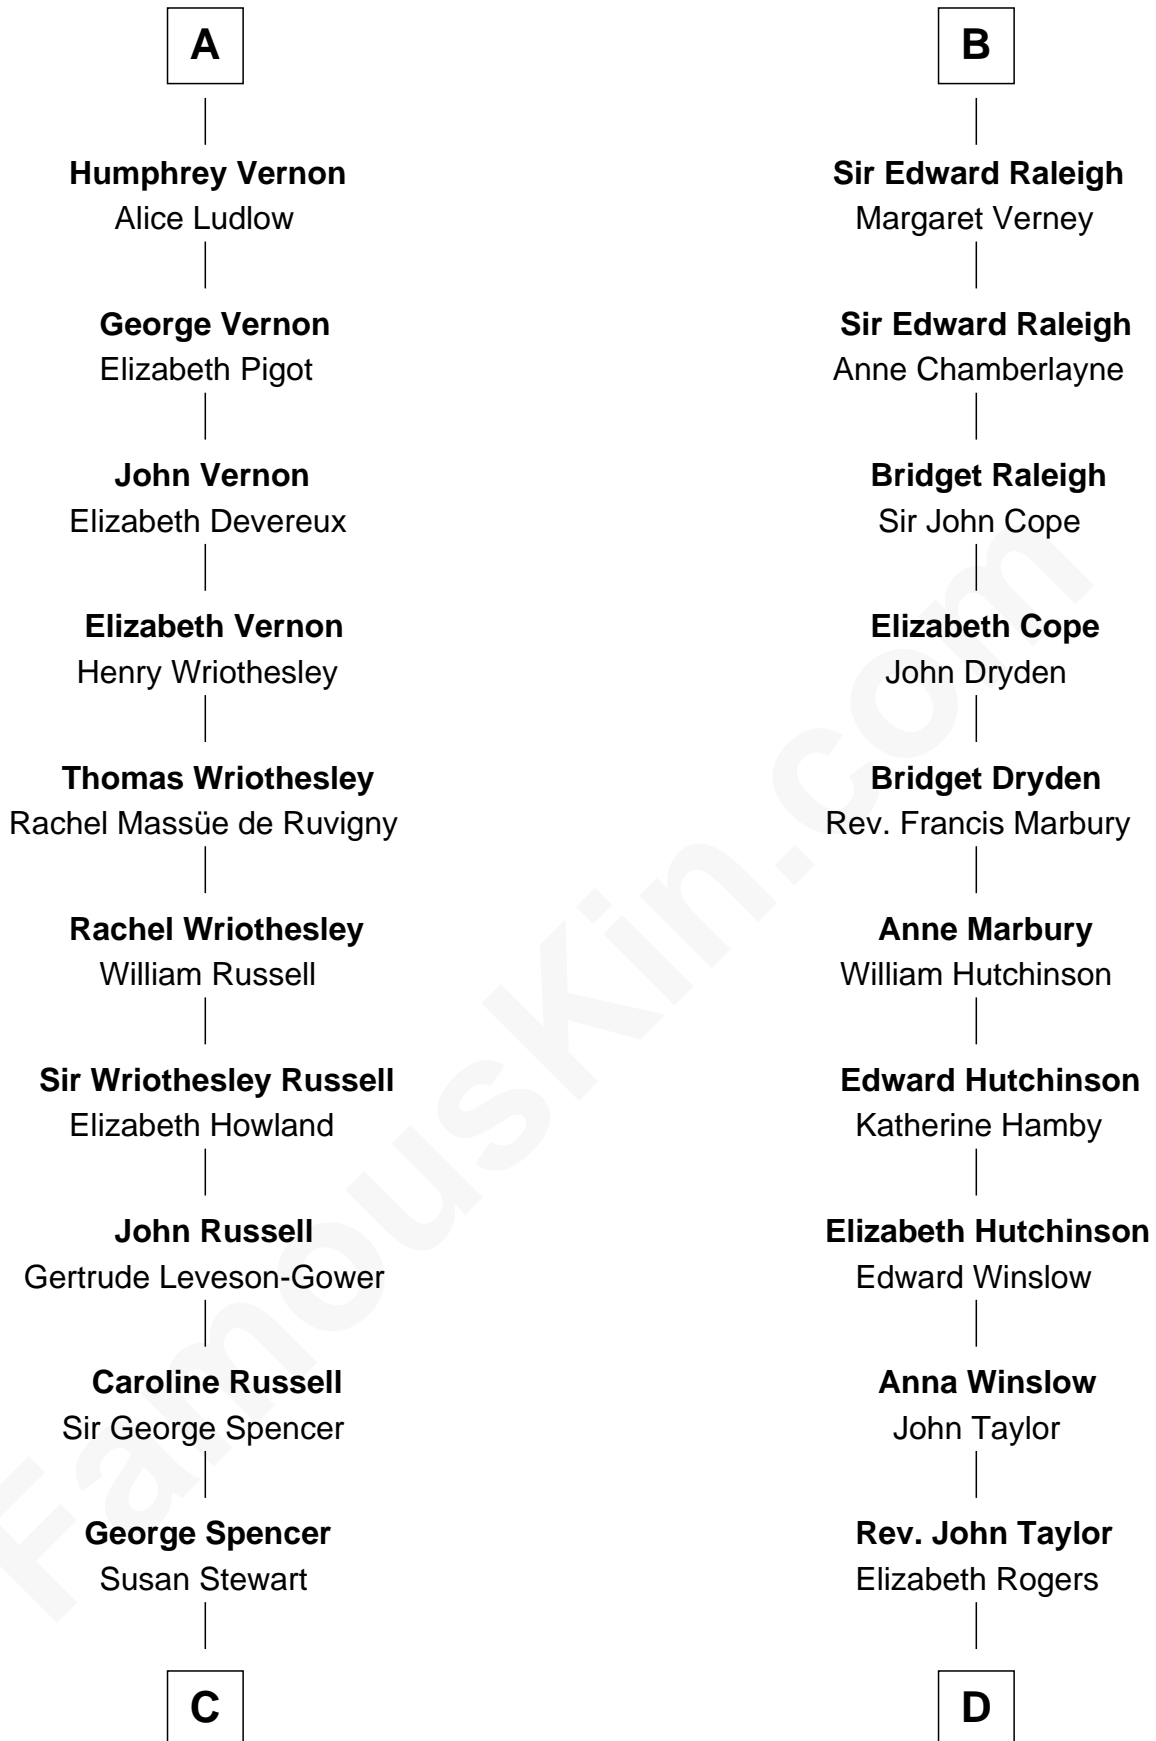 A
Humphrey Vernon
Alice Ludlow
George Vernon
Elizabeth Pigot
John Vernon
Elizabeth Devereux
Elizabeth Vernon
Henry Wriothesley
Thomas Wriothesley
Rachel Massüe de Ruvigny
Rachel Wriothesley
William Russell
Sir Wriothesley Russell
Elizabeth Howland
John Russell
Gertrude Leveson-Gower
Caroline Russell
Sir George Spencer
George Spencer
Susan Stewart
C
B
Sir Edward Raleigh
Margaret Verney
Sir Edward Raleigh
Anne Chamberlayne
Bridget Raleigh
Sir John Cope
Elizabeth Cope
John Dryden
Bridget Dryden
Rev. Francis Marbury
Anne Marbury
William Hutchinson
Edward Hutchinson
Katherine Hamby
Elizabeth Hutchinson
Edward Winslow
Anna Winslow
John Taylor
Rev. John Taylor
Elizabeth Rogers
D
FamousKin.com